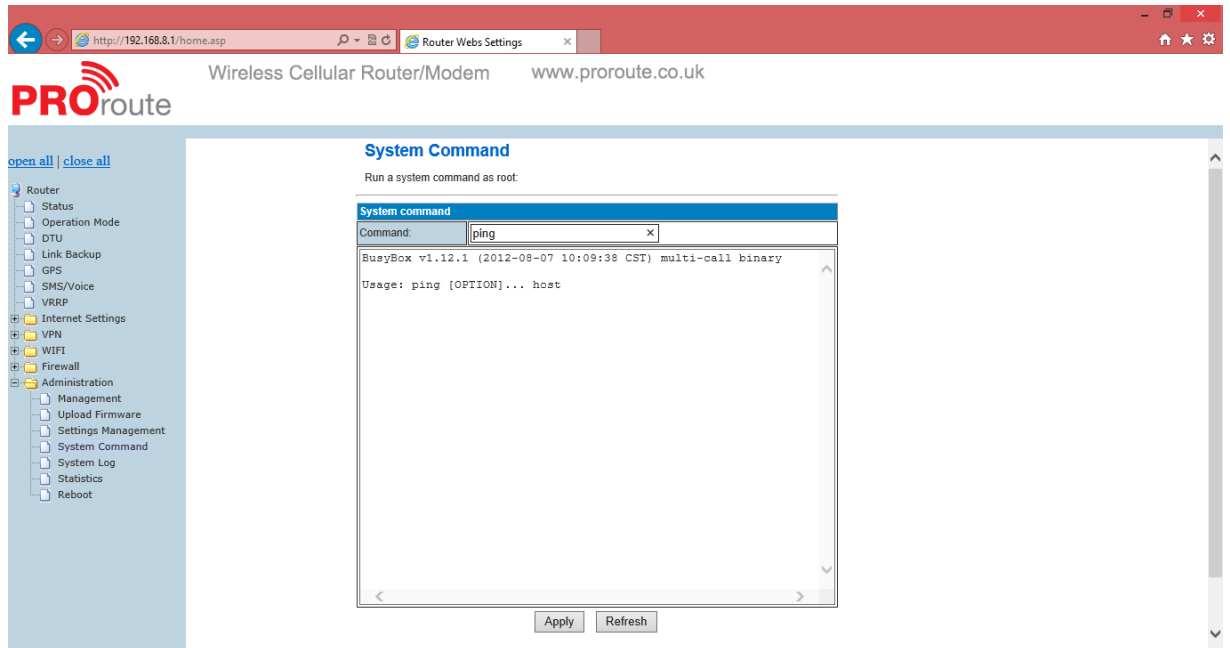 http://192.168.8.1/home.asp
Router Webs Settings
PROroute
Wireless Cellular Router/Modem www.proroute.co.uk
open all | close all
Router
Status
Operation Mode
DTU
Link Backup
GPS
SMS/Voice
VRRP
Internet Settings
VPN
WIFI
Firewall
Administration
Management
Upload Firmware
Settings Management
System Command
System Log
Statistics
Reboot
System Command
Run a system command as root:
System command
Command: ping
BusyBox v1.12.1 (2012-08-07 10:09:38 CST) multi-call binary
Usage: ping [OPTION]... host
Apply Refresh